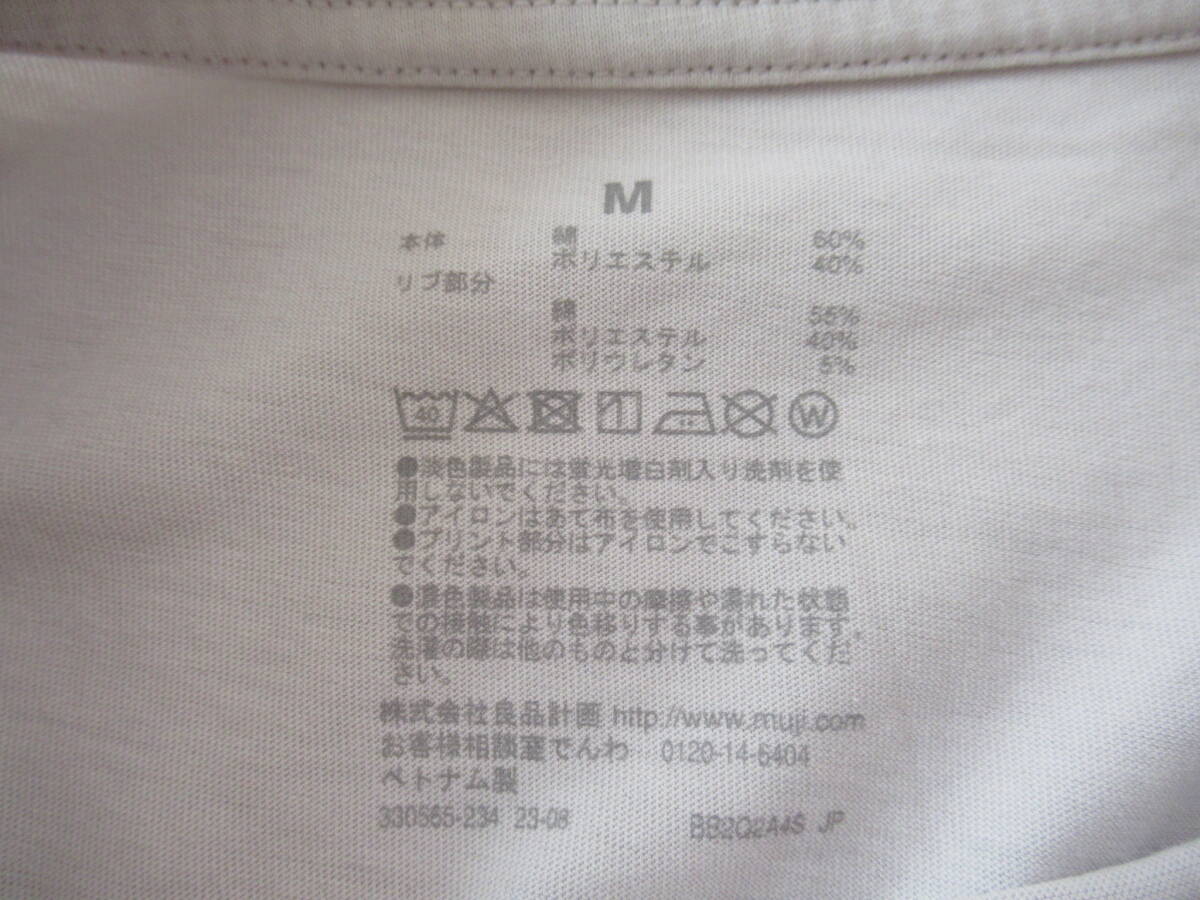 M
本体 綿 60%
ポリエステル 40%
リブ部分
綿 55%
ポリエステル 40%
ポリウレタン 5%
40 W
●淡色製品には蛍光増白剤入り洗剤を使
用しないでください。
●アイロンはあて布を使用してください。
●プリント部分はアイロンでこすらない
でください。
●濃色製品は使用中の摩擦や濡れた状態
での接触により色移りする事があります。
洗濯の際は他のものと分けて洗ってくだ
さい。
株式会社良品計画 http://www.muji.com
お客様相談室でんわ 0120-14-6404
ベトナム製
330565-234 23-08 BB2Q2A4S JP